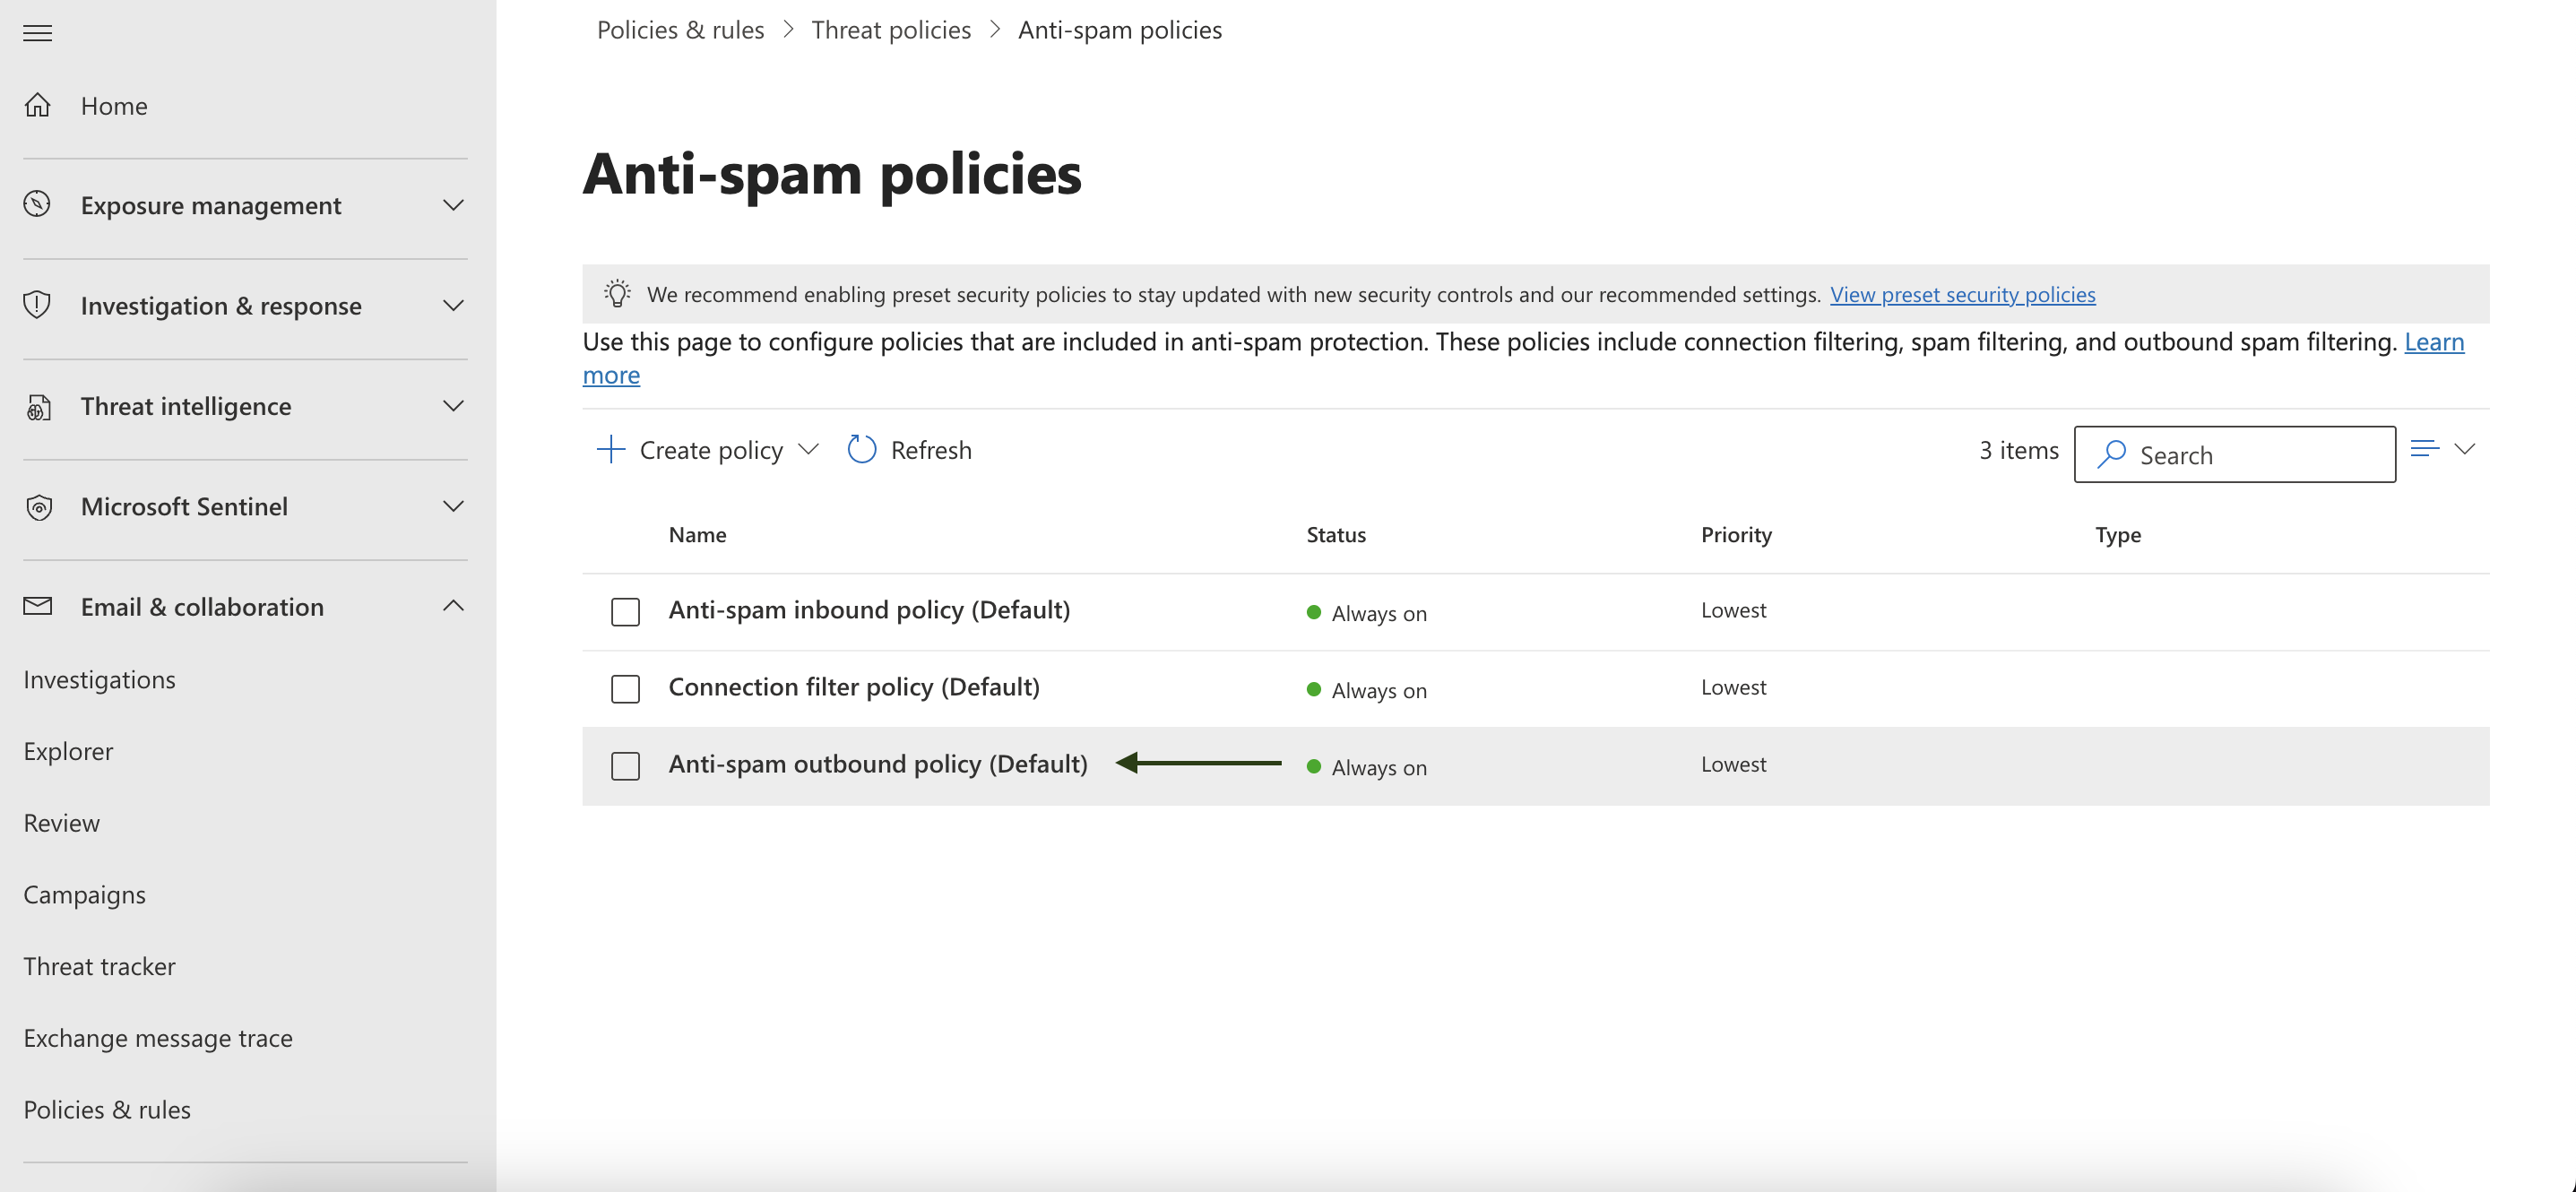 Home
Exposure management
Investigation & response
Threat intelligence
Microsoft Sentinel
Email & collaboration
Investigations
Explorer
Review
Campaigns
Threat tracker
Exchange message trace
Policies & rules
Policies & rules > Threat policies > Anti-spam policies
Anti-spam policies
We recommend enabling preset security policies to stay updated with new security controls and our recommended settings. View preset security policies
Use this page to configure policies that are included in anti-spam protection. These policies include connection filtering, spam filtering, and outbound spam filtering. Learn
more
Create policy Refresh 3 items Search
Name Status Priority Type
Anti-spam inbound policy (Default) Always on Lowest
Connection filter policy (Default) Always on Lowest
Anti-spam outbound policy (Default) Always on Lowest